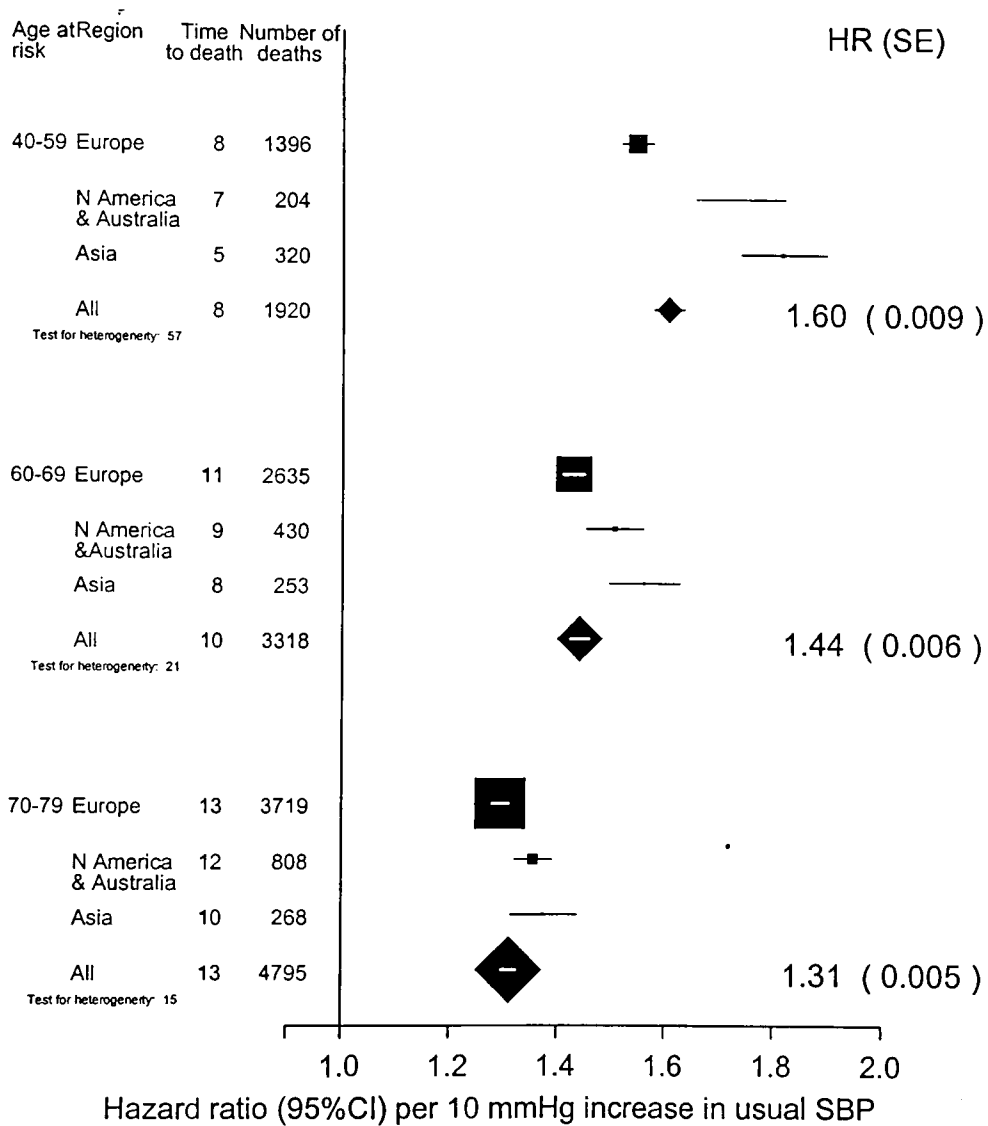 Age at Region Time Number of HR (SE)
risk to death deaths
40-59 Europe 8 1396
N America 7 204
& Australia
Asia 5 320
All 8 1920 1.60 ( 0.009 )
Test for heterogenerty: 57
60-69 Europe 11 2635
N America 9 430
&Australia
Asia 8 253
All 10 3318 1.44 ( 0.006 )
Test for heterogenerty: 21
70-79 Europe 13 3719
N America 12 808
& Australia
Asia 10 268
All 13 4795 1.31 ( 0.005 )
Test for heterogenerty: 15
1.0 1.2 1.4 1.6 1.8 2.0
Hazard ratio (95%CI) per 10 mmHg increase in usual SBP